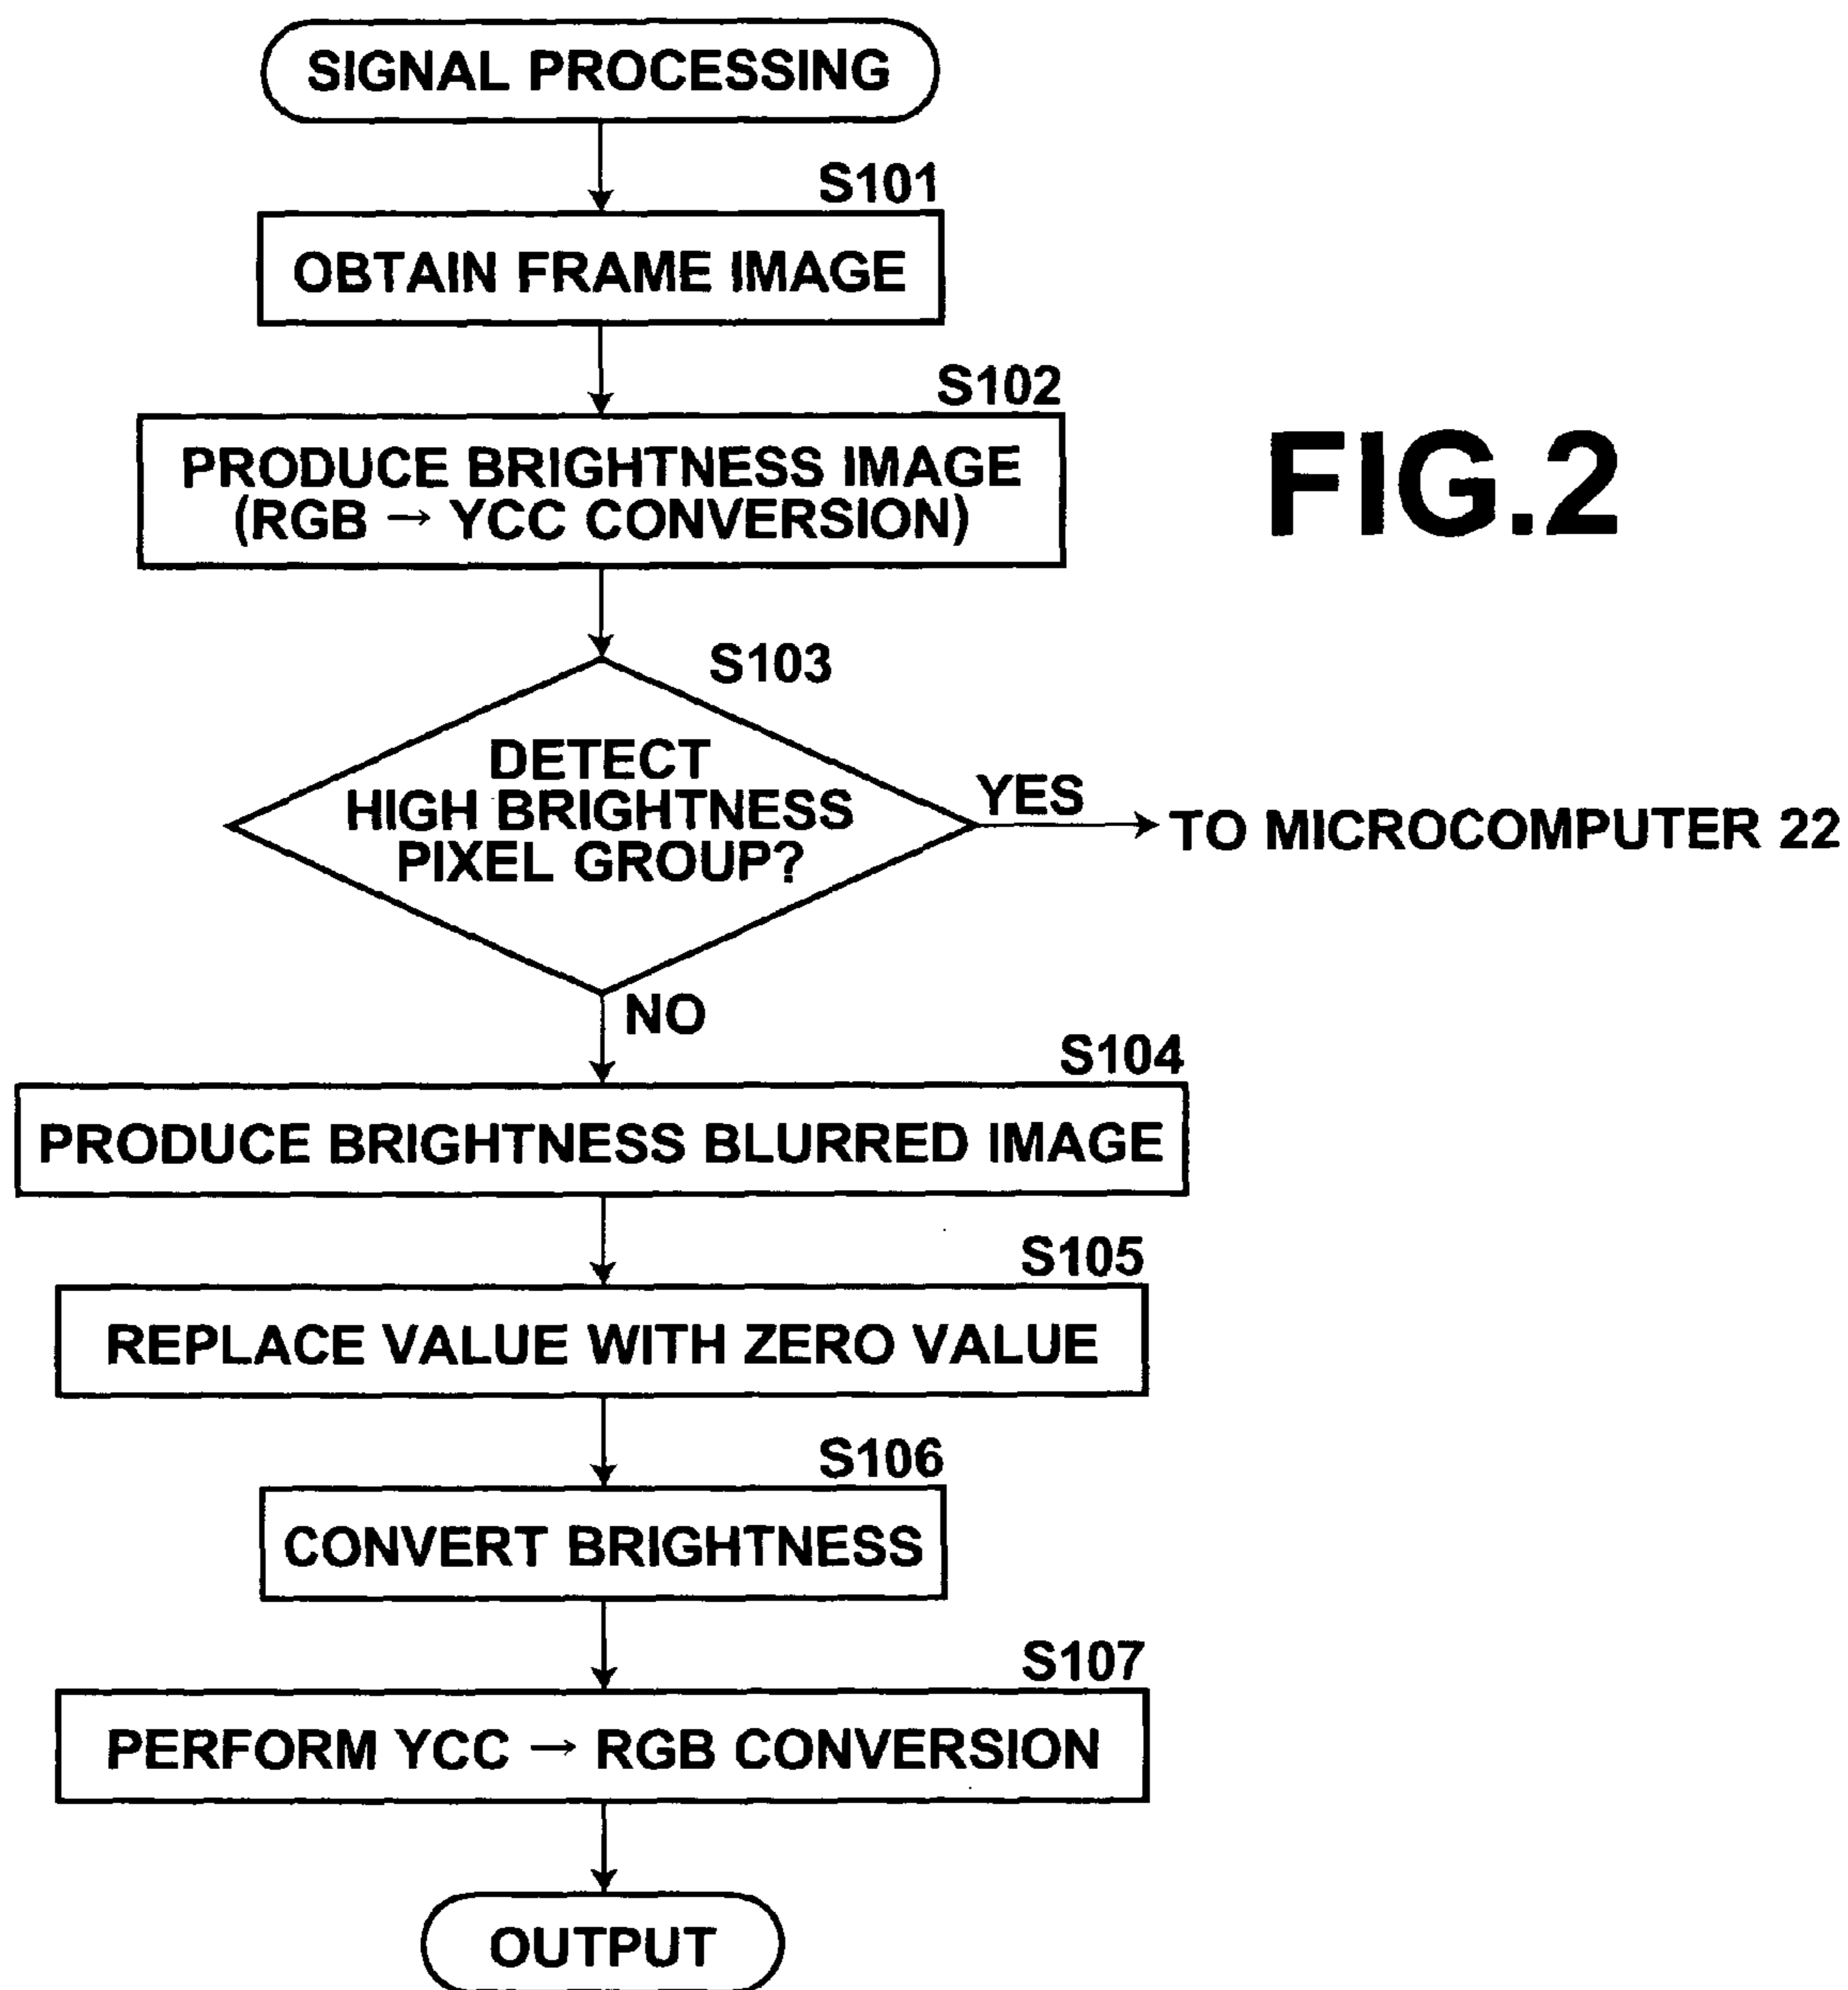 SIGNAL PROCESSING
S101
OBTAIN FRAME IMAGE
S102
PRODUCE BRIGHTNESS IMAGE
(RGB → YCC CONVERSION)
FIG.2
S103
DETECT
HIGH BRIGHTNESS
PIXEL GROUP?
YES
TO MICROCOMPUTER 22
NO
S104
PRODUCE BRIGHTNESS BLURRED IMAGE
S105
REPLACE VALUE WITH ZERO VALUE
S106
CONVERT BRIGHTNESS
S107
PERFORM YCC → RGB CONVERSION
OUTPUT